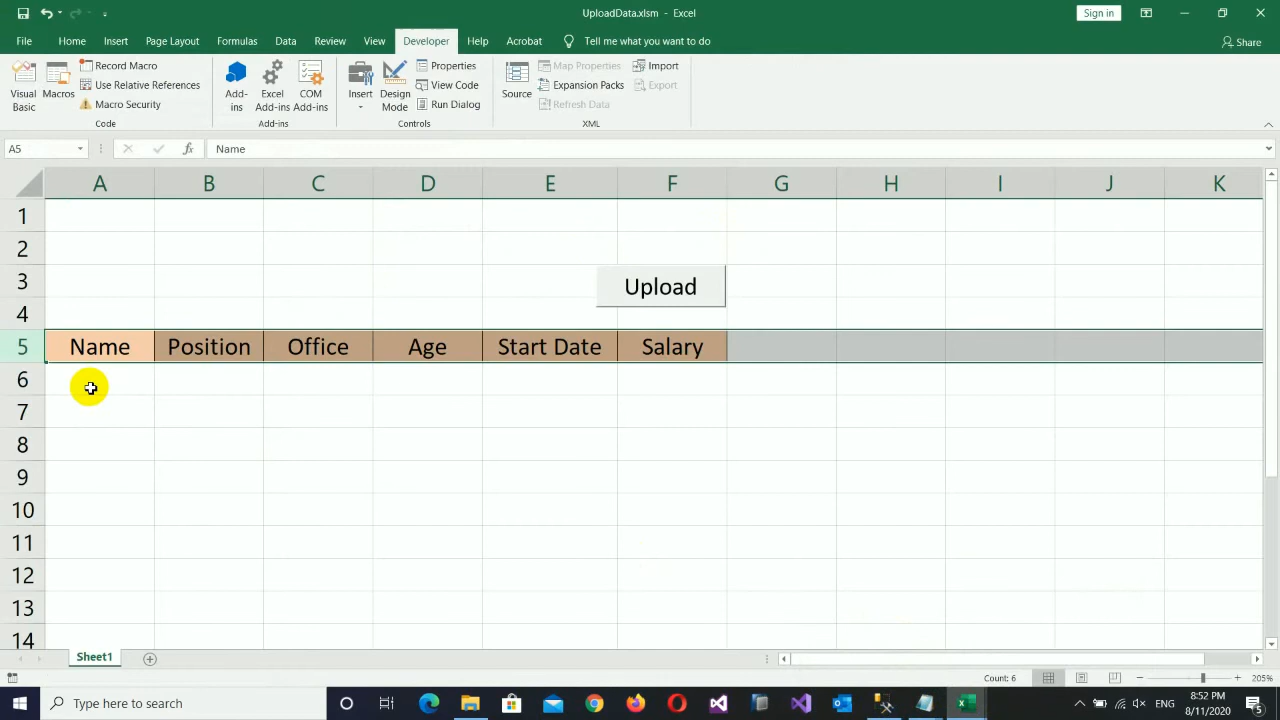 UploadData.xlsm - Excel
Sign in
File Home Insert Page Layout Formulas Data Review View Developer Help Acrobat Tell me what you want to do Share
Visual Basic
Macros
Record Macro
Use Relative References
Macro Security
Code
Add-ins
Excel Add-ins
COM Add-ins
Add-ins
Insert
Design Mode
Properties
View Code
Run Dialog
Controls
Source
Map Properties
Expansion Packs
Refresh Data
Import
Export
XML
A5 fx Name
A B C D E F G H I J K
1
2
3 Upload
4
5 Name Position Office Age Start Date Salary
6
7
8
9
10
11
12
13
14
Sheet1
Count: 6 205%
Type here to search
ENG
8:52 PM
8/11/2020
5